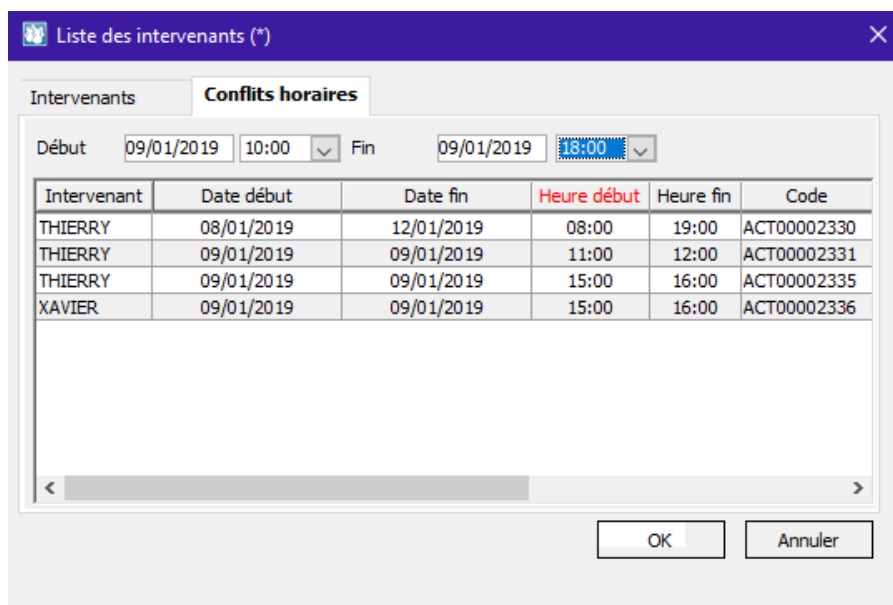 Liste des intervenants (*)
Intervenants Conflits horaires
Début 09/01/2019 10:00 Fin 09/01/2019 18:00
Intervenant Date début Date fin Heure début Heure fin Code
THIERRY 08/01/2019 12/01/2019 08:00 19:00 ACT00002330
THIERRY 09/01/2019 09/01/2019 11:00 12:00 ACT00002331
THIERRY 09/01/2019 09/01/2019 15:00 16:00 ACT00002335
XAVIER 09/01/2019 09/01/2019 15:00 16:00 ACT00002336
OK Annuler